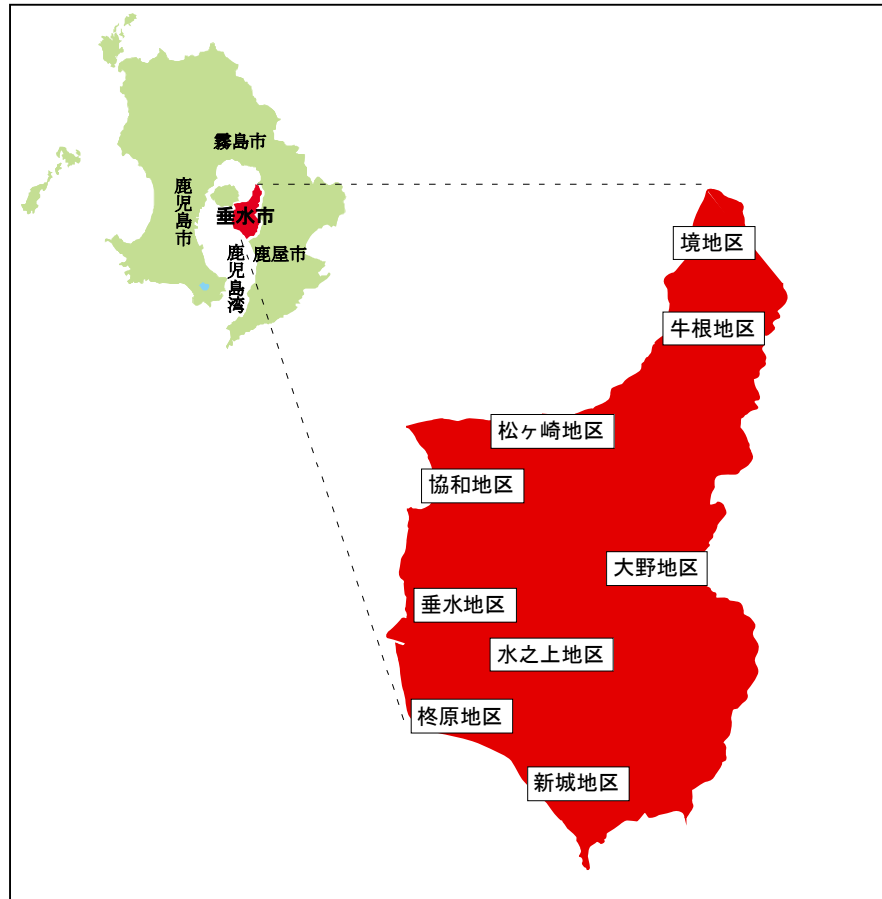 霧島市
鹿児島市
垂水市
鹿屋市
鹿児島湾
境地区
牛根地区
松ヶ崎地区
協和地区
大野地区
垂水地区
水之上地区
柊原地区
新城地区